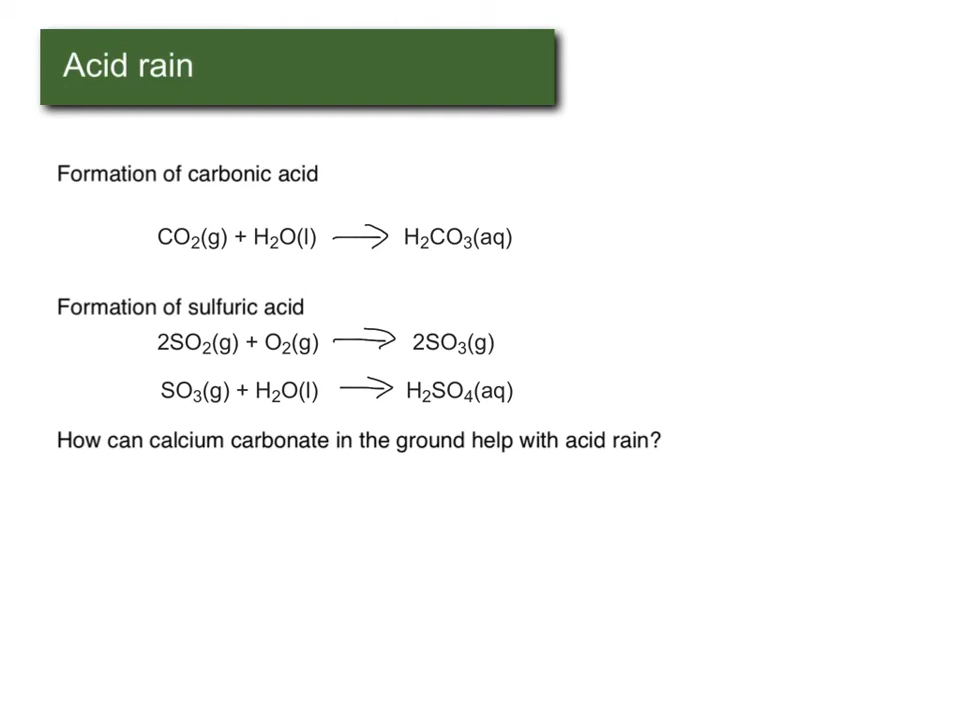 Acid rain
Formation of carbonic acid
CO₂(g) + H₂O(l) ⟶ H₂CO₃(aq)
Formation of sulfuric acid
2SO₂(g) + O₂(g) ⟶ 2SO₃(g)
SO₃(g) + H₂O(l) ⟶ H₂SO₄(aq)
How can calcium carbonate in the ground help with acid rain?